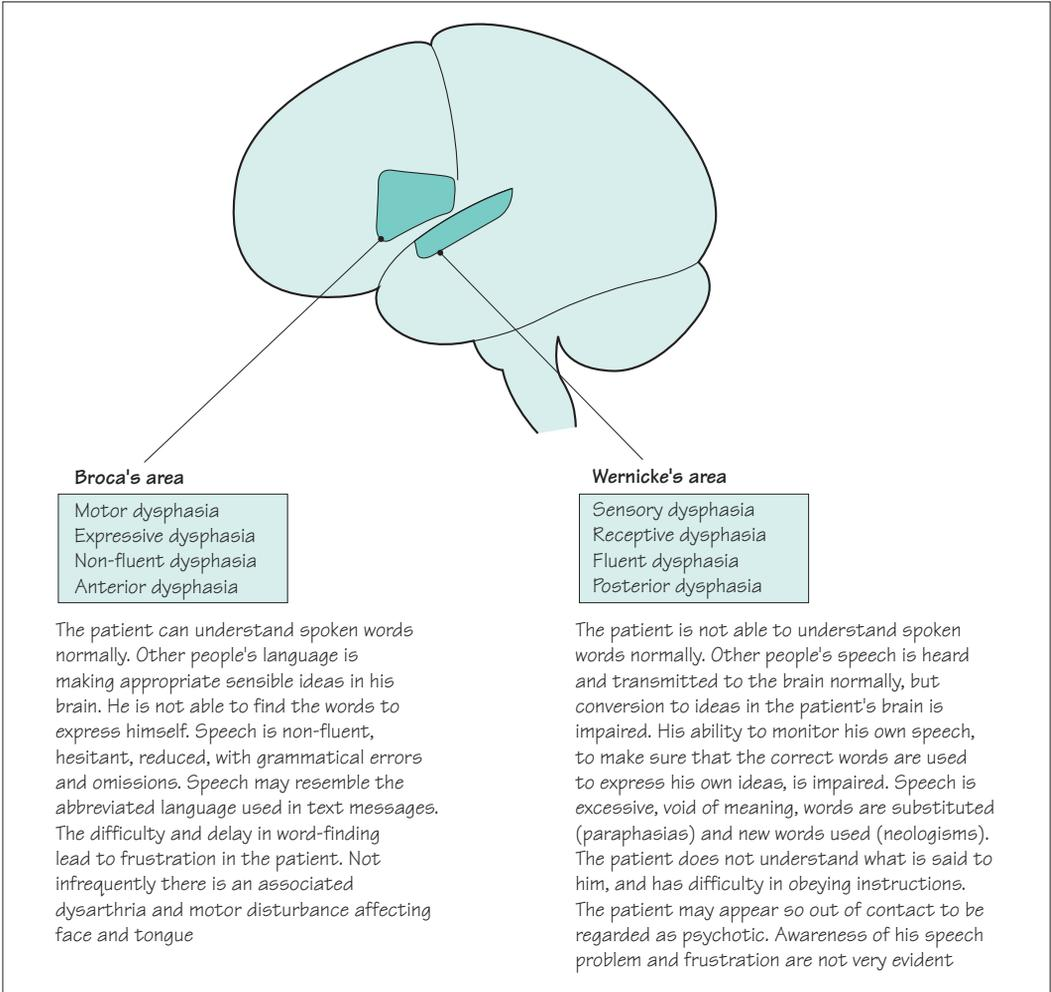 Broca's area
Motor dysphasia
Expressive dysphasia
Non-fluent dysphasia
Anterior dysphasia
The patient can understand spoken words
normally. Other people's language is
making appropriate sensible ideas in his
brain. He is not able to find the words to
express himself. Speech is non-fluent,
hesitant, reduced, with grammatical errors
and omissions. Speech may resemble the
abbreviated language used in text messages.
The difficulty and delay in word-finding
lead to frustration in the patient. Not
infrequently there is an associated
dysarthria and motor disturbance affecting
face and tongue
Wernicke's area
Sensory dysphasia
Receptive dysphasia
Fluent dysphasia
Posterior dysphasia
The patient is not able to understand spoken
words normally. Other people's speech is heard
and transmitted to the brain normally, but
conversion to ideas in the patient's brain is
impaired. His ability to monitor his own speech,
to make sure that the correct words are used
to express his own ideas, is impaired. Speech is
excessive, void of meaning, words are substituted
(paraphasias) and new words used (neologisms).
The patient does not understand what is said to
him, and has difficulty in obeying instructions.
The patient may appear so out of contact to be
regarded as psychotic. Awareness of his speech
problem and frustration are not very evident